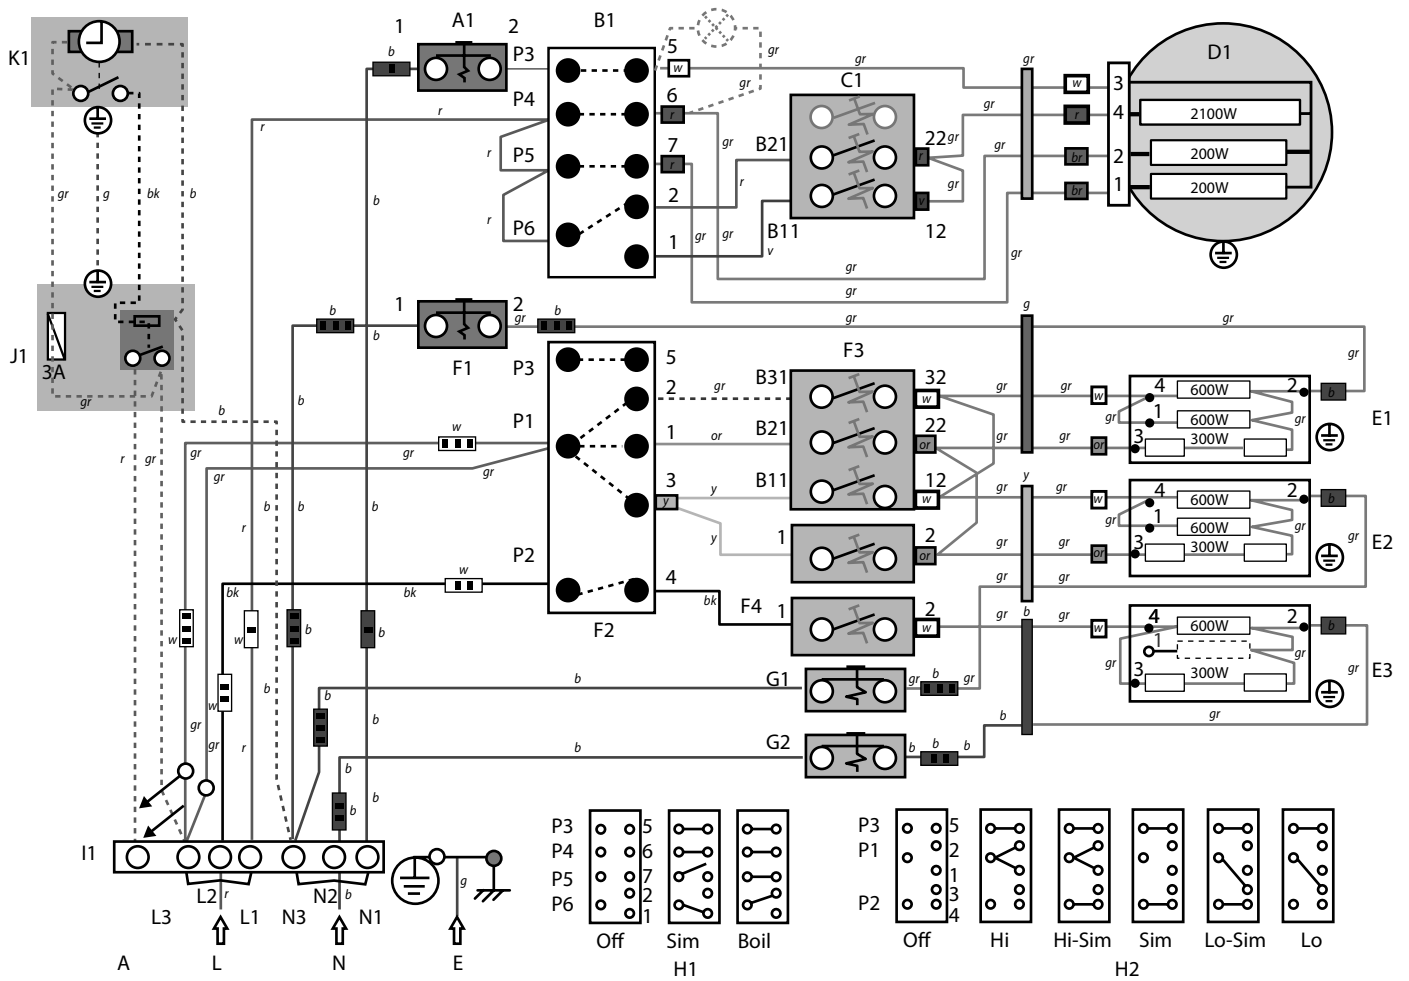 K1
1 A1 2
b
P3
B1
5
w
gr
gr
gr
gr
D1
3
w
P4
6
r
C1
r
r
gr
r
4
2100W
r
P5
7
r
gr
B21
22
r
gr
br
2
200W
br
1
200W
gr
v
r
P6
2
r
gr
gr
B11
12
1
v
gr
gr
gr
gr g bk b
b
J1
3A
gr
1 F1 2
b
b
gr
b
gr
g
gr
gr
P3
5
F3
B31
32
w
gr
gr
w
4
600W
2
b
E1
1
600W
gr
gr
3
300W
P1
2
gr
B21
22
or
gr
gr
or
1
or
B11
12
w
3
y
y
y
b
b
w
gr
gr
gr
gr
r gr
b b b
y
gr
gr
w
4
600W
2
b
E2
1
600W
gr
gr
gr
3
300W
1
2
or
gr
gr
or
gr
gr
P2
4
bk
F2
F4
1
2
w
gr
b
gr
w
4
600W
2
b
E3
1
gr
gr
gr
3
300W
w
bk
bk
r
w
w
b
b
w
G1
gr
b
gr
b
b
b
gr
G2
b
b
b
b
b
gr
gr
r
b
b
b
b
b
I1
L2 r
N2 b
g
L3 L1 N3 N1
A L N E
P3 5
P4 6
P5 7
P6 2
1
Off Sim Boil
H1
P3 5
P1 2
1
P2 3
4
Off Hi Hi-Sim Sim Lo-Sim Lo
H2